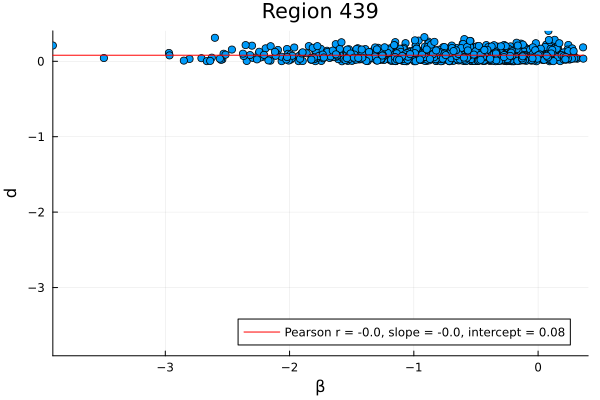 Region 439
0
−1
−2
−3
d
Pearson r = -0.0, slope = -0.0, intercept = 0.08
−3
−2
−1
0
β